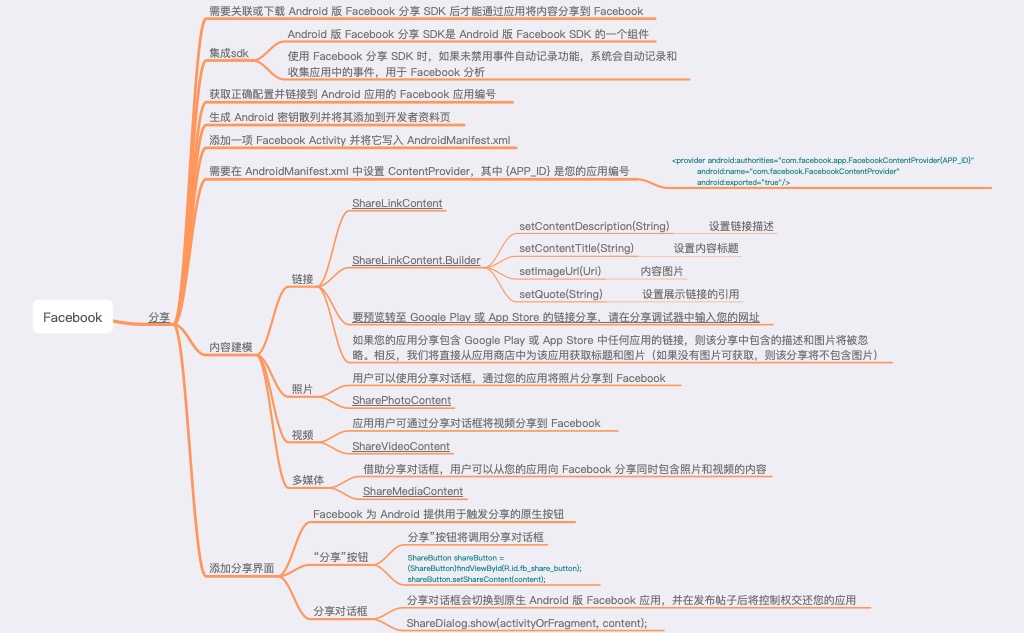 Facebook
分享
需要关联或下载 Android 版 Facebook 分享 SDK 后才能通过应用将内容分享到 Facebook
集成sdk
Android 版 Facebook 分享 SDK是 Android 版 Facebook SDK 的一个组件
使用 Facebook 分享 SDK 时，如果未禁用事件自动记录功能，系统会自动记录和
收集应用中的事件，用于 Facebook 分析
获取正确配置并链接到 Android 应用的 Facebook 应用编号
生成 Android 密钥散列并将其添加到开发者资料页
添加一项 Facebook Activity 并将它写入 AndroidManifest.xml
需要在 AndroidManifest.xml 中设置 ContentProvider，其中 {APP_ID} 是您的应用编号
<provider android:authorities="com.facebook.app.FacebookContentProvider{APP_ID}"
android:name="com.facebook.FacebookContentProvider"
android:exported="true"/>
内容建模
链接
ShareLinkContent
ShareLinkContent.Builder
setContentDescription(String) 设置链接描述
setContentTitle(String) 设置内容标题
setImageUrl(Uri) 内容图片
setQuote(String) 设置展示链接的引用
要预览转至 Google Play 或 App Store 的链接分享，请在分享调试器中输入您的网址
如果您的应用分享包含 Google Play 或 App Store 中任何应用的链接，则该分享中包含的描述和图片将被忽
略。相反，我们将直接从应用商店中为该应用获取标题和图片（如果没有图片可获取，则该分享将不包含图片）
照片
用户可以使用分享对话框，通过您的应用将照片分享到 Facebook
SharePhotoContent
视频
应用用户可通过分享对话框将视频分享到 Facebook
ShareVideoContent
多媒体
借助分享对话框，用户可以从您的应用向 Facebook 分享同时包含照片和视频的内容
ShareMediaContent
添加分享界面
Facebook 为 Android 提供用于触发分享的原生按钮
“分享”按钮
分享”按钮将调用分享对话框
ShareButton shareButton =
(ShareButton)findViewById(R.id.fb_share_button);
shareButton.setShareContent(content);
分享对话框
分享对话框会切换到原生 Android 版 Facebook 应用，并在发布帖子后将控制权交还您的应用
ShareDialog.show(activityOrFragment, content);